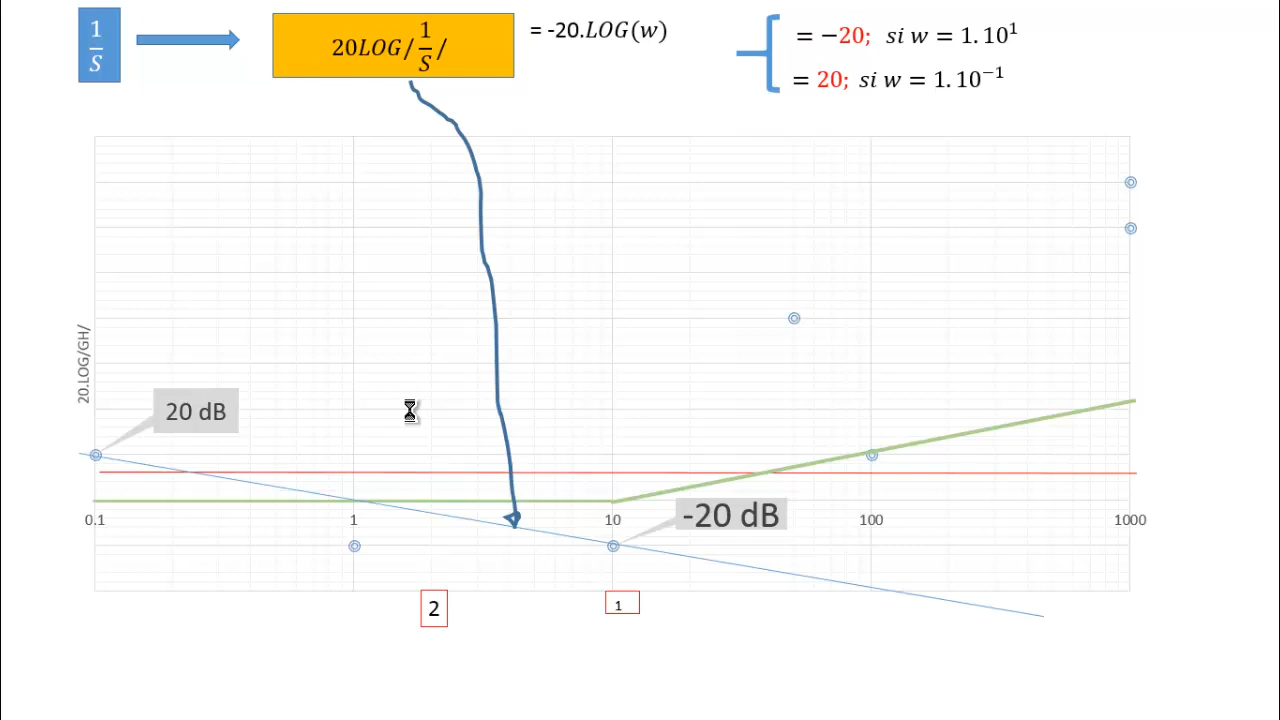 1/S
20LOG/ 1/S /
= -20.LOG(w)
= −20; si w = 1.10¹
= 20; si w = 1.10⁻¹
20.LOG/GH/
20 dB
-20 dB
0.1 1 10 100 1000
2
1